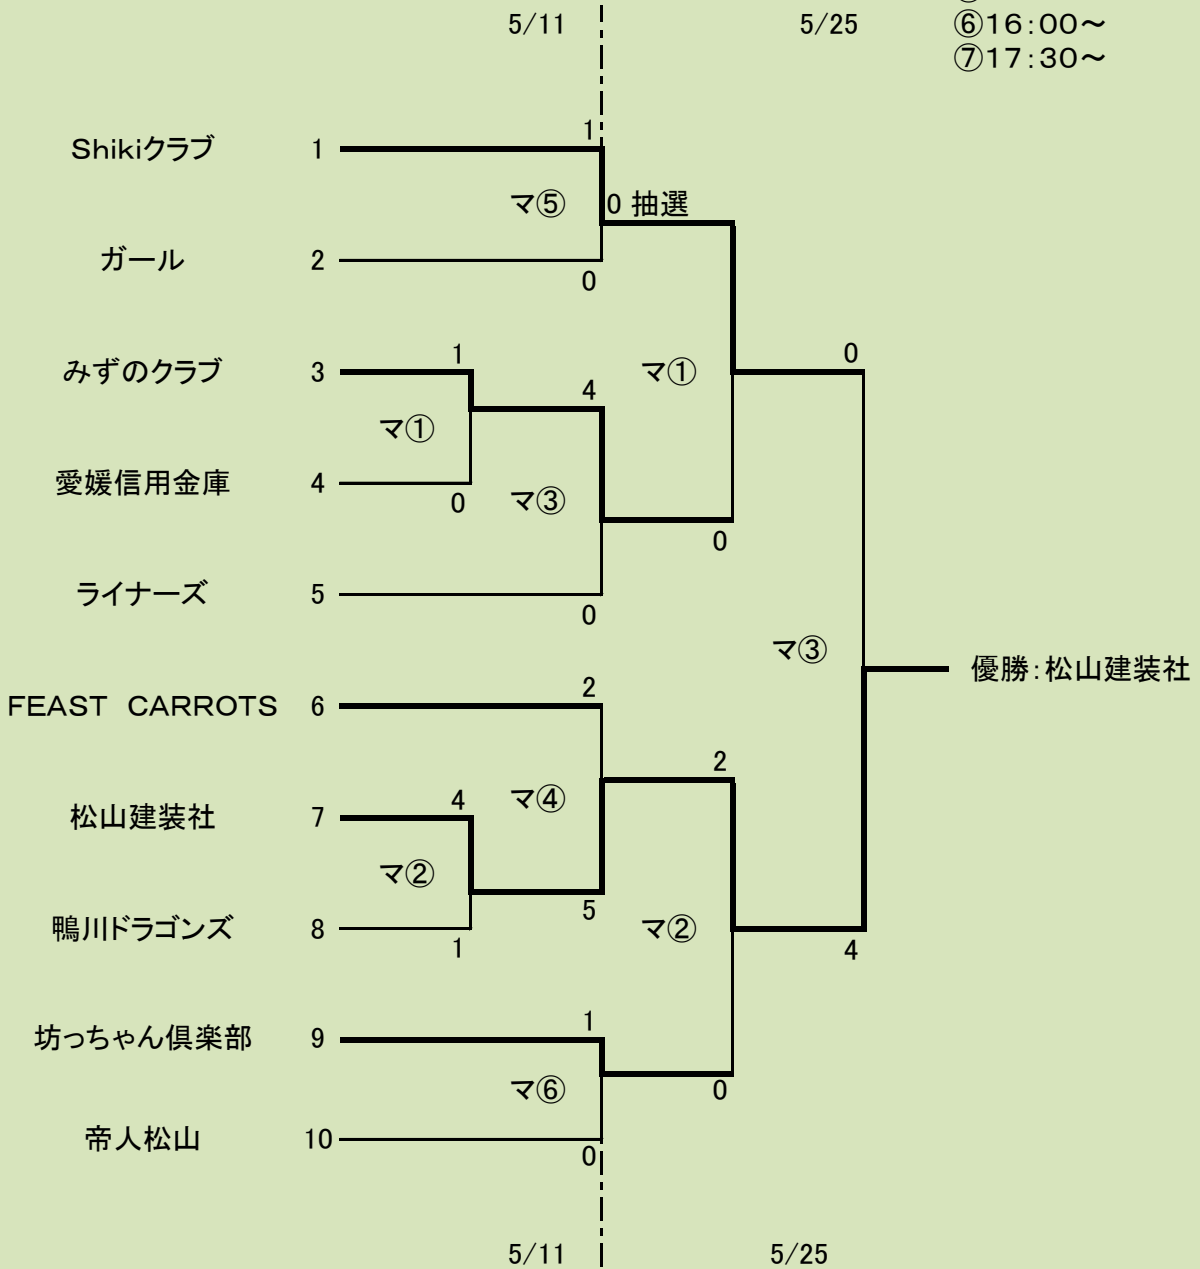 5/11
5/25
⑥16:00～
⑦17:30～
1
Shikiクラブ 1
マ⑤
0 抽選
ガール 2
0
みずのクラブ 3
1
4
マ①
0
マ①
愛媛信用金庫 4
0
マ③
0
ライナーズ 5
0
マ③
優勝:松山建装社
FEAST CARROTS 6
2
2
松山建装社 7
4
マ④
マ②
5
鴨川ドラゴンズ 8
1
マ②
4
坊っちゃん倶楽部 9
1
マ⑥
0
帝人松山 10
0
5/11
5/25